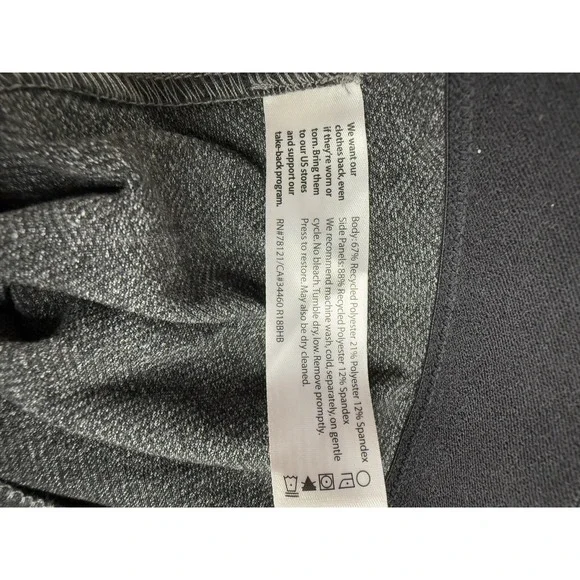 We want our
clothes back, even
if they're worn or
torn. Bring them
to our US stores
and support our
take-back program.
Body: 67% Recycled Polyester 21% Polyester 12% Spandex
Side Panels: 88% Recycled Polyester 12% Spandex
We recommend machine wash, cold, separately, on gentle
cycle. No bleach. Tumble dry, low. Remove promptly.
Press to restore. May also be dry cleaned.
RN#78121/CA#34460 R18BHB